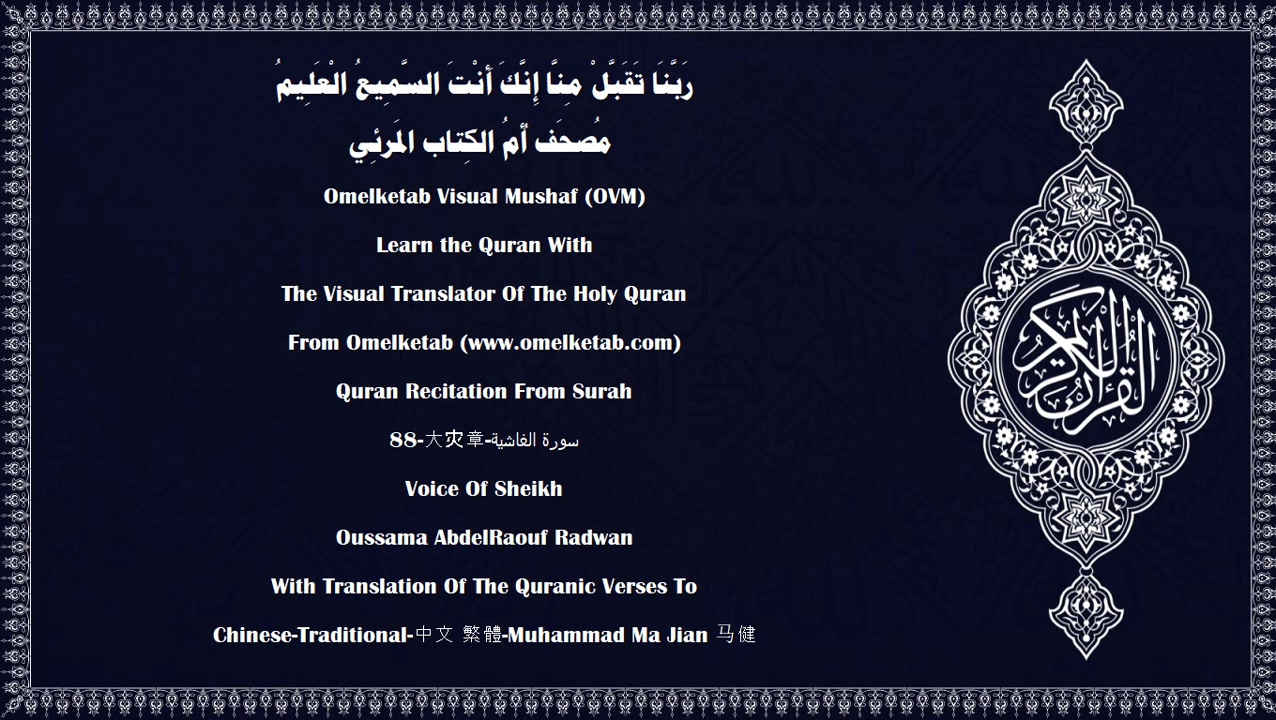 رَبَّنَا تَقَبَّلْ مِنَّا إِنَّكَ أَنْتَ السَّمِيعُ الْعَلِيمُ
مُصحَف أمُ الكِتاب المَرئِي
Omelketab Visual Mushaf (OVM)
Learn the Quran With
The Visual Translator Of The Holy Quran
From Omelketab (www.omelketab.com)
Quran Recitation From Surah
88-大灾章-سورة الغاشية
Voice Of Sheikh
Oussama AbdelRaouf Radwan
With Translation Of The Quranic Verses To
Chinese-Traditional-中文 繁體-Muhammad Ma Jian 马健
القرآن الكريم